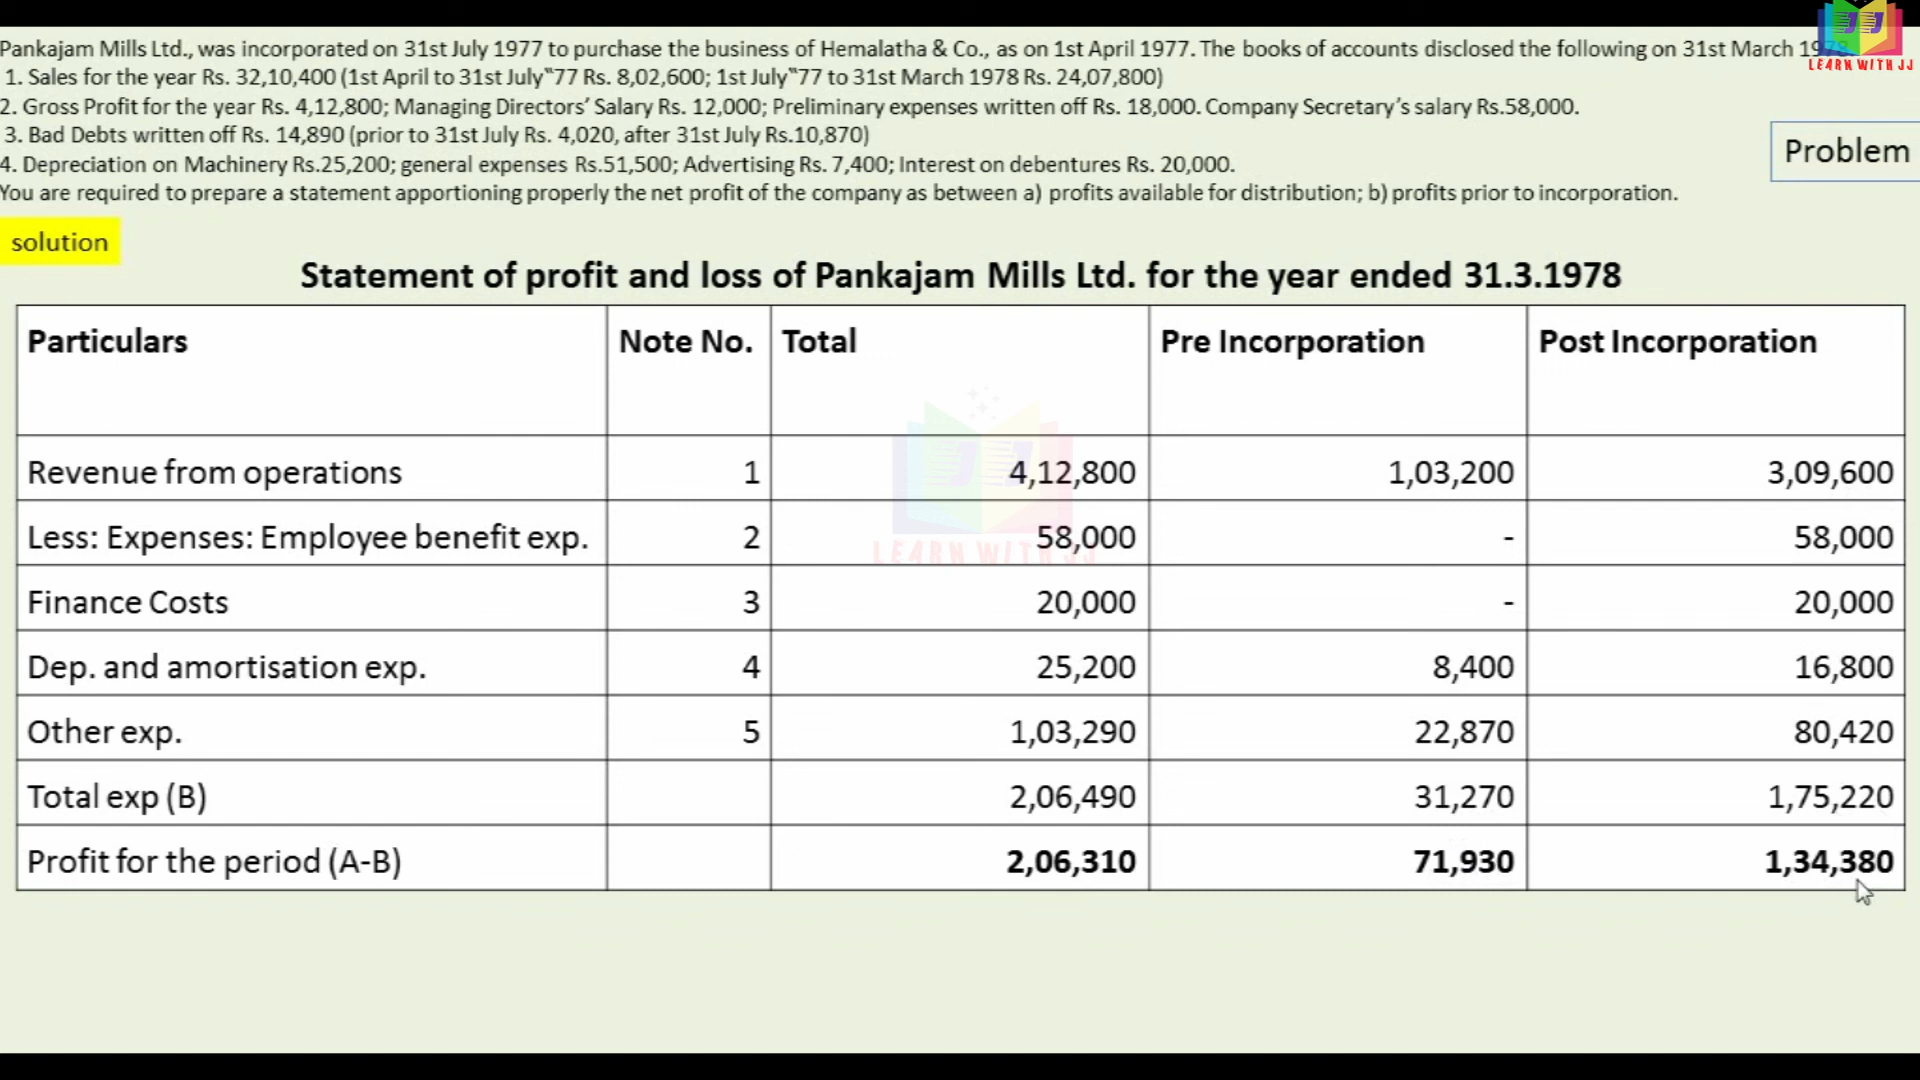 Pankajam Mills Ltd., was incorporated on 31st July 1977 to purchase the business of Hemalatha & Co., as on 1st April 1977. The books of accounts disclosed the following on 31st March 1978
LEARN WITH JJ
1. Sales for the year Rs. 32,10,400 (1st April to 31st July‟77 Rs. 8,02,600; 1st July‟77 to 31st March 1978 Rs. 24,07,800)
2. Gross Profit for the year Rs. 4,12,800; Managing Directors’ Salary Rs. 12,000; Preliminary expenses written off Rs. 18,000. Company Secretary’s salary Rs.58,000.
3. Bad Debts written off Rs. 14,890 (prior to 31st July Rs. 4,020, after 31st July Rs.10,870)
4. Depreciation on Machinery Rs.25,200; general expenses Rs.51,500; Advertising Rs. 7,400; Interest on debentures Rs. 20,000.
You are required to prepare a statement apportioning properly the net profit of the company as between a) profits available for distribution; b) profits prior to incorporation.
Problem
solution
Statement of profit and loss of Pankajam Mills Ltd. for the year ended 31.3.1978
Particulars Note No. Total Pre Incorporation Post Incorporation
Revenue from operations 1 4,12,800 1,03,200 3,09,600
Less: Expenses: Employee benefit exp. 2 58,000 - 58,000
LEARN WITH JJ
Finance Costs 3 20,000 - 20,000
Dep. and amortisation exp. 4 25,200 8,400 16,800
Other exp. 5 1,03,290 22,870 80,420
Total exp (B) 2,06,490 31,270 1,75,220
Profit for the period (A-B) 2,06,310 71,930 1,34,380